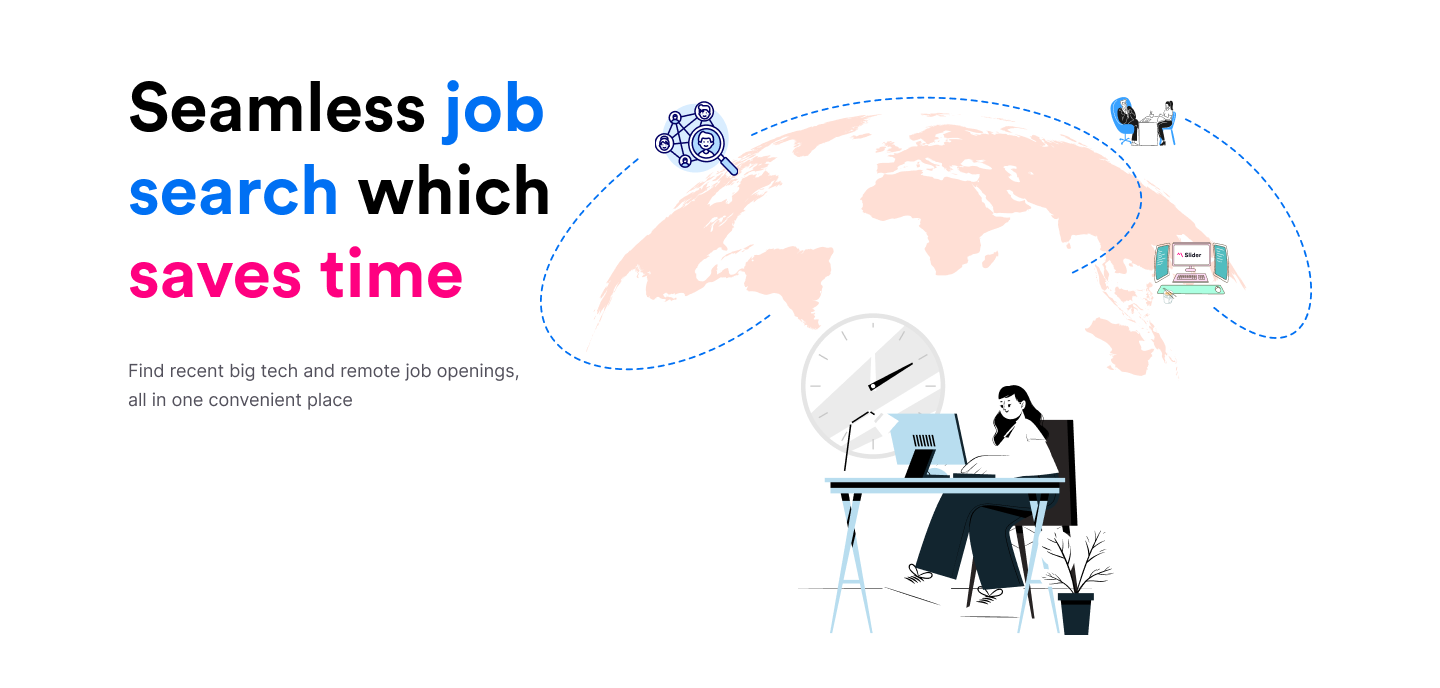 Seamless job
search which
saves time
Find recent big tech and remote job openings,
all in one convenient place
Slider